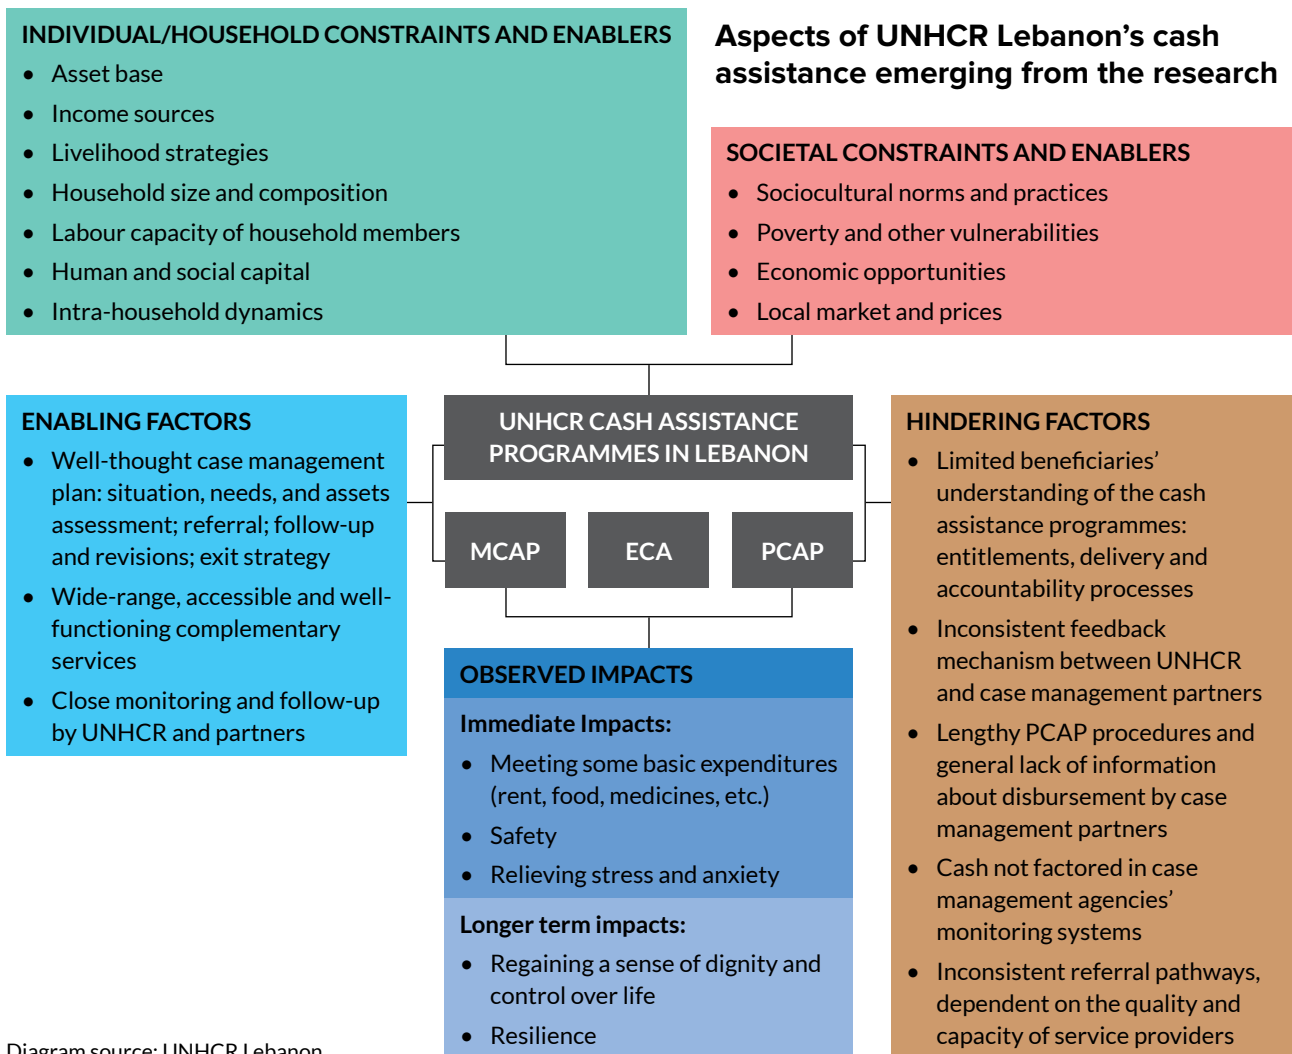 INDIVIDUAL/HOUSEHOLD CONSTRAINTS AND ENABLERS
• Asset base
• Income sources
• Livelihood strategies
• Household size and composition
• Labour capacity of household members
• Human and social capital
• Intra-household dynamics
Aspects of UNHCR Lebanon’s cash
assistance emerging from the research
SOCIETAL CONSTRAINTS AND ENABLERS
• Sociocultural norms and practices
• Poverty and other vulnerabilities
• Economic opportunities
• Local market and prices
ENABLING FACTORS
• Well-thought case management
plan: situation, needs, and assets
assessment; referral; follow-up
and revisions; exit strategy
• Wide-range, accessible and well-
functioning complementary
services
• Close monitoring and follow-up
by UNHCR and partners
UNHCR CASH ASSISTANCE
PROGRAMMES IN LEBANON
MCAP
ECA
PCAP
OBSERVED IMPACTS
Immediate Impacts:
• Meeting some basic expenditures
(rent, food, medicines, etc.)
• Safety
• Relieving stress and anxiety
Longer term impacts:
• Regaining a sense of dignity and
control over life
• Resilience
HINDERING FACTORS
• Limited beneficiaries’
understanding of the cash
assistance programmes:
entitlements, delivery and
accountability processes
• Inconsistent feedback
mechanism between UNHCR
and case management partners
• Lengthy PCAP procedures and
general lack of information
about disbursement by case
management partners
• Cash not factored in case
management agencies’
monitoring systems
• Inconsistent referral pathways,
dependent on the quality and
capacity of service providers
Diagram source: UNHCR Lebanon